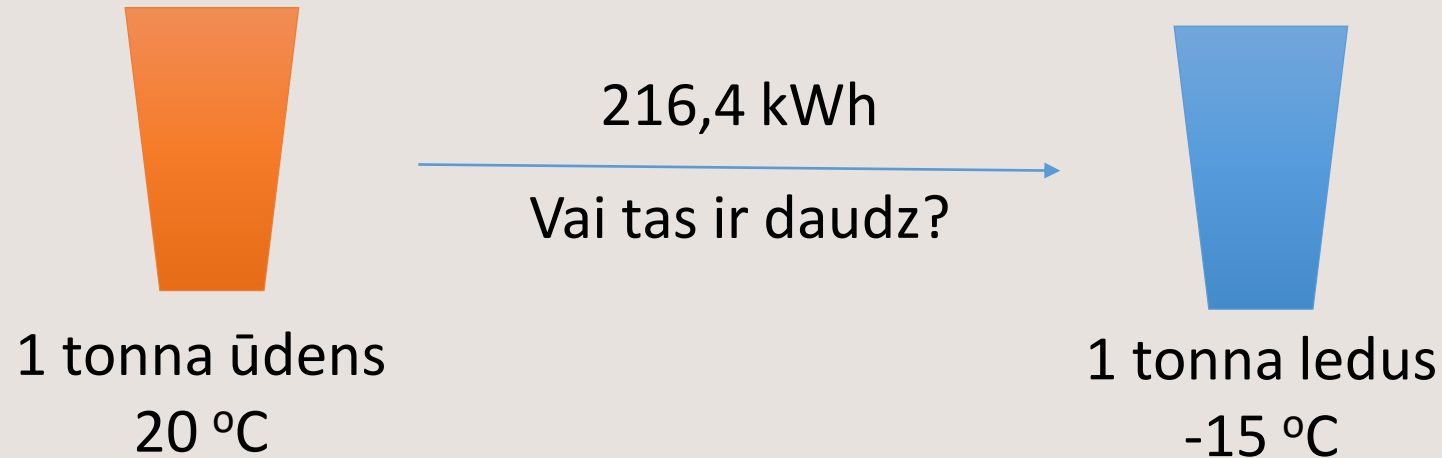 216,4 kWh
Vai tas ir daudz?
1 tonna ūdens
20 ºC
1 tonna ledus
-15 ºC